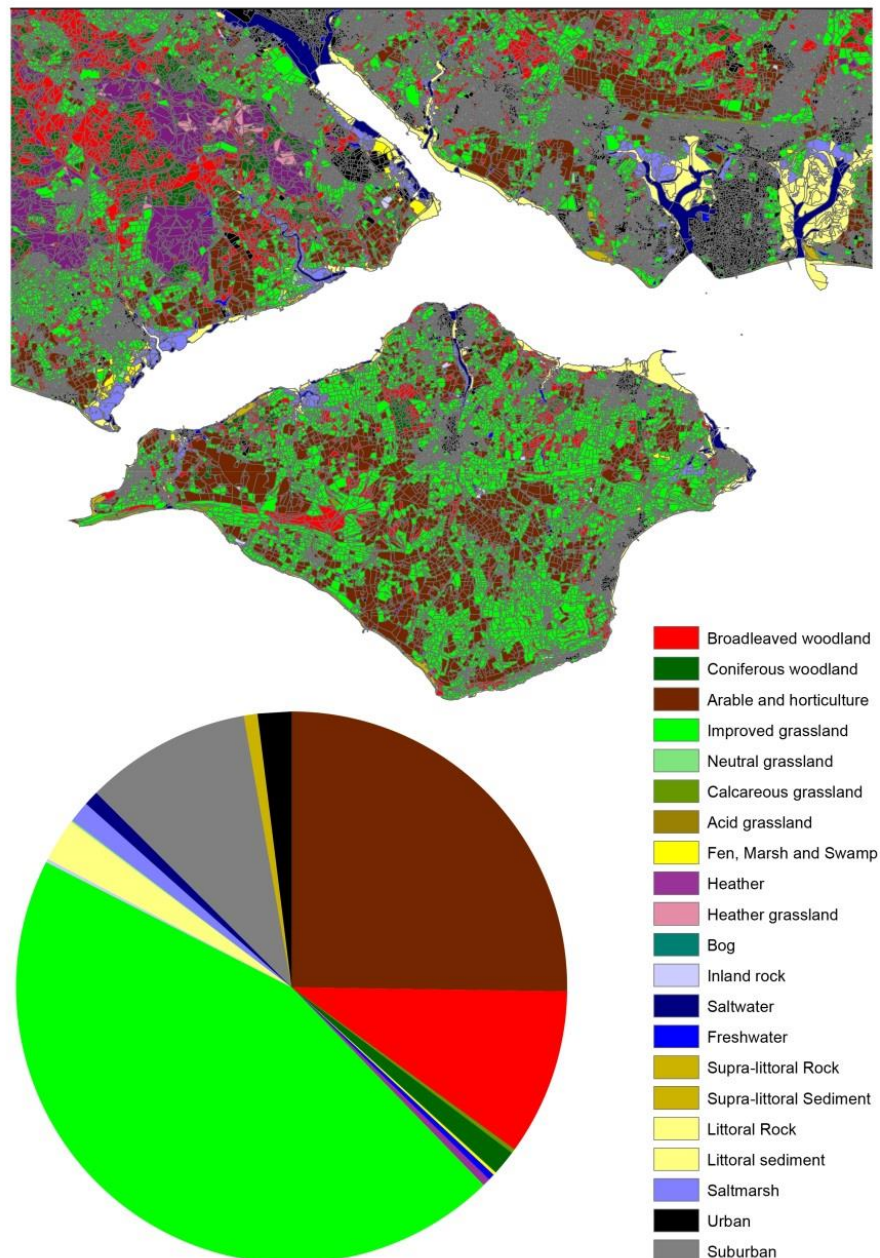 Broadleaved woodland
Coniferous woodland
Arable and horticulture
Improved grassland
Neutral grassland
Calcareous grassland
Acid grassland
Fen, Marsh and Swamp
Heather
Heather grassland
Bog
Inland rock
Saltwater
Freshwater
Supra-littoral Rock
Supra-littoral Sediment
Littoral Rock
Littoral sediment
Saltmarsh
Urban
Suburban